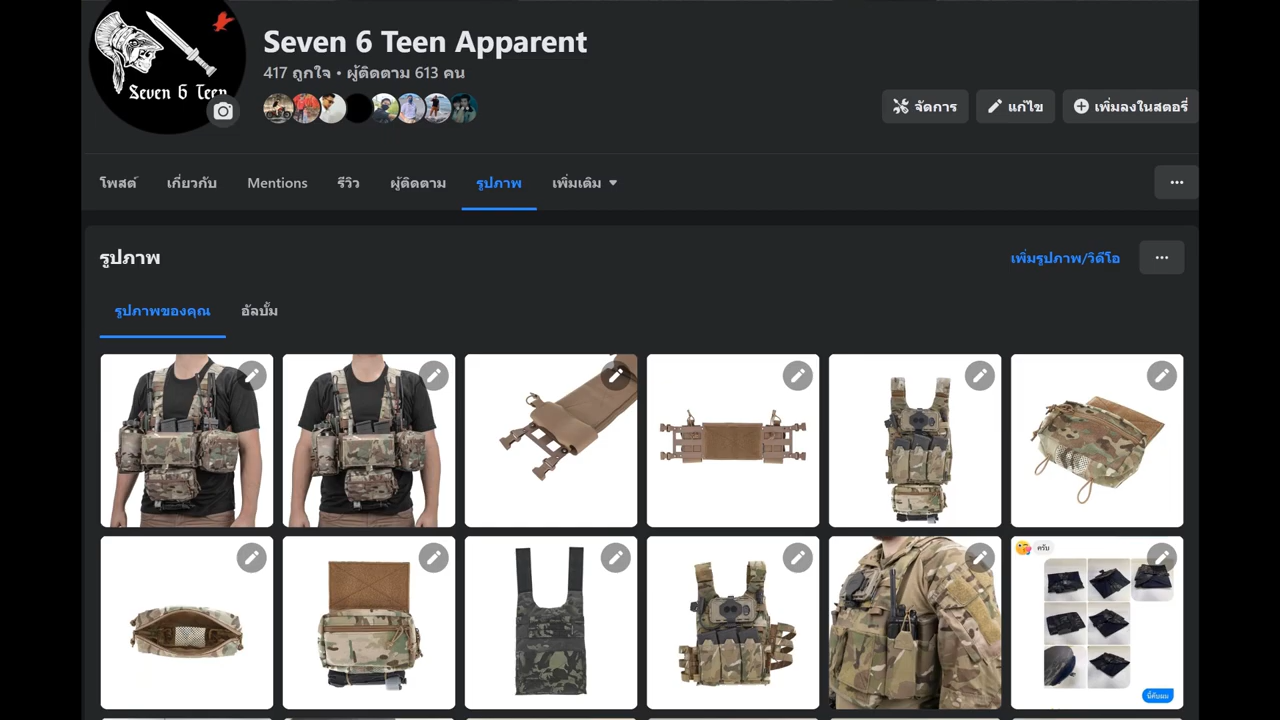 Seven 6 Teen
Seven 6 Teen Apparent
417 ถูกใจ • ผู้ติดตาม 613 คน
จัดการ
แก้ไข
เพิ่มลงในสตอรี่
โพสต์
เกี่ยวกับ
Mentions
รีวิว
ผู้ติดตาม
รูปภาพ
เพิ่มเติม
รูปภาพ
เพิ่มรูปภาพ/วิดีโอ
รูปภาพของคุณ
อัลบั้ม
ครับ